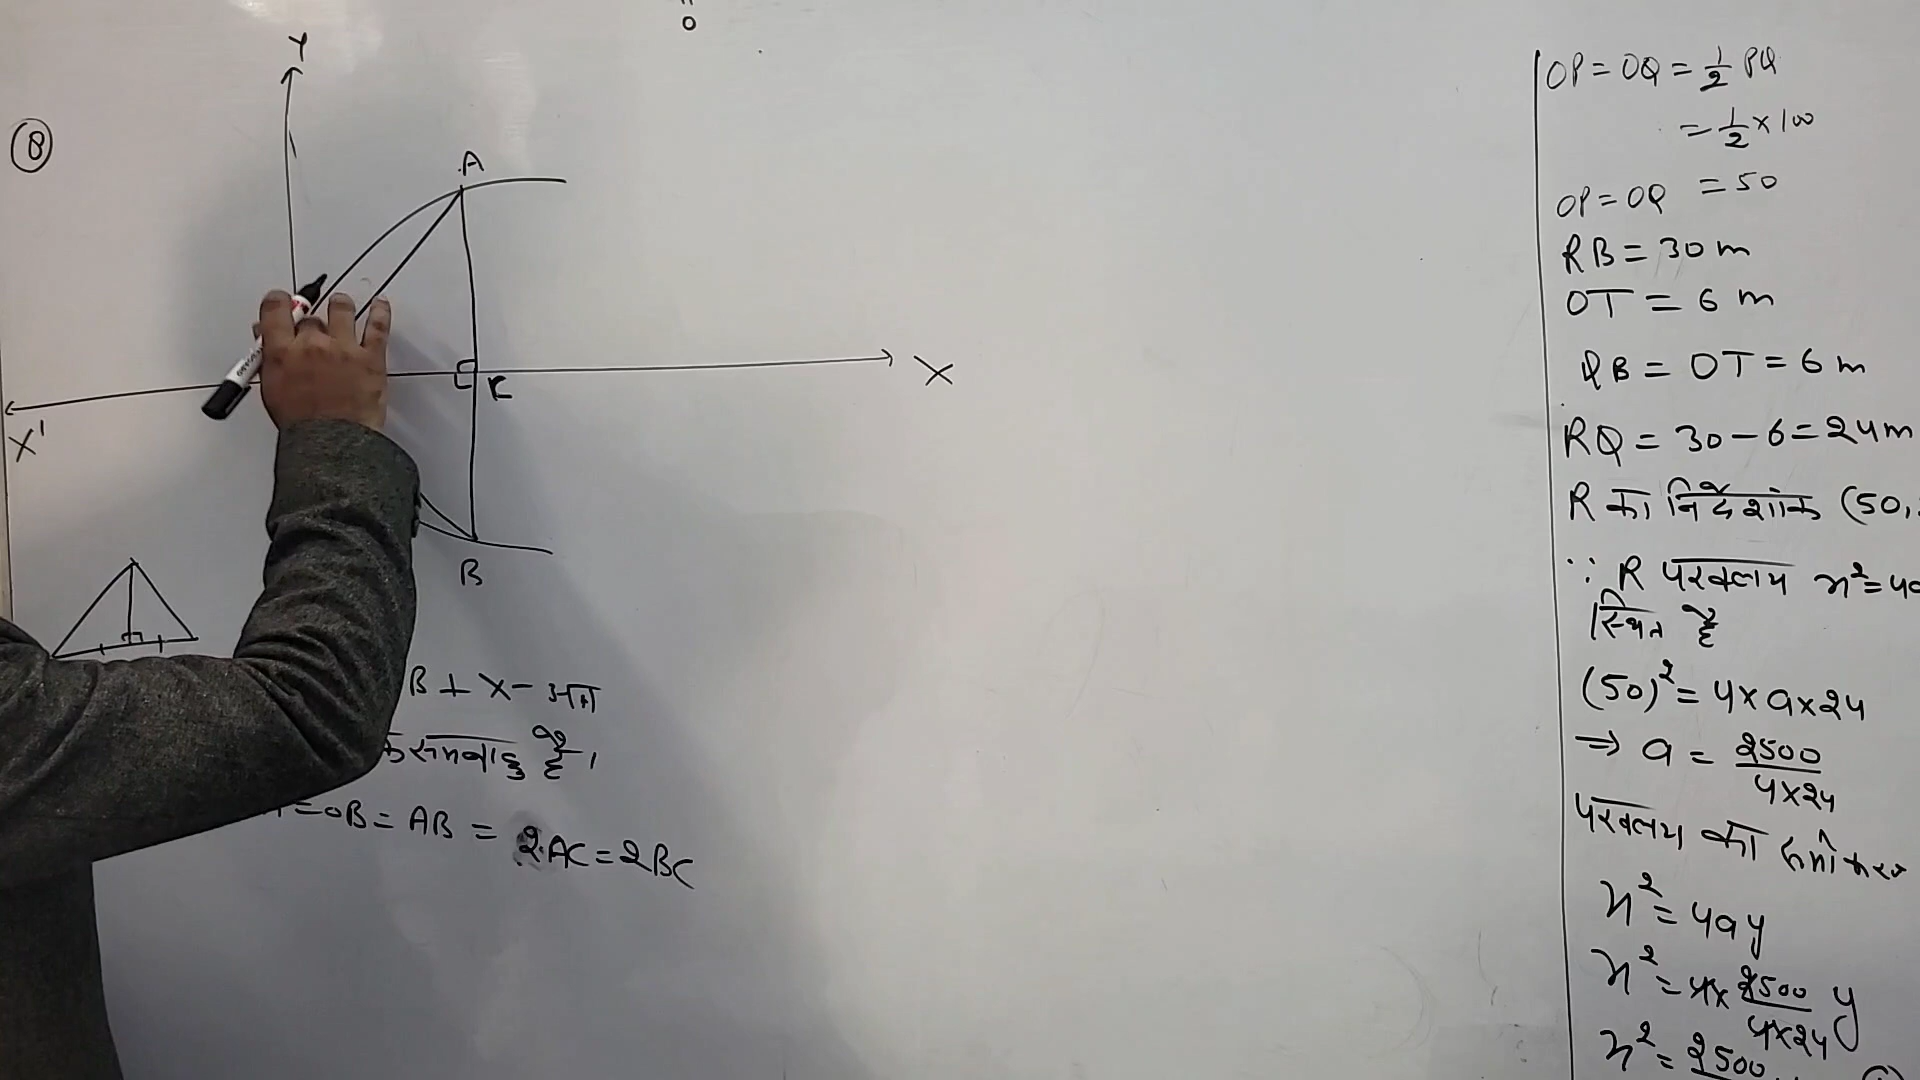 0
Y
8
A
X
C
X'
B
B ⊥ X-अक्ष
=OB = AB = 2AC = 2BC
OP = OQ = 1/2 PQ
= 1/2 × 100
OP = OQ = 50
RB = 30 m
OT = 6 m
QB = OT = 6 m
RQ = 30 - 6 = 24 m
R का निर्देशांक (50,
∵ R परवलय x² = 4a
स्थित है
(50)² = 4 × a × 24
⇒ a = 2500/4×24
परवलय का समीकरण
x² = 4ay
x² = 4 × 2500/4×24 y
x² = 2500